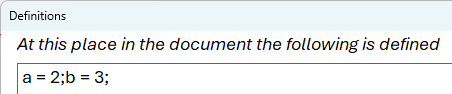 Definitions
At this place in the document the following is defined
a = 2;b = 3;